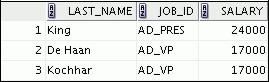 LAST_NAME JOB_ID SALARY
1 King AD_PRES 24000
2 De Haan AD_VP 17000
3 Kochhar AD_VP 17000